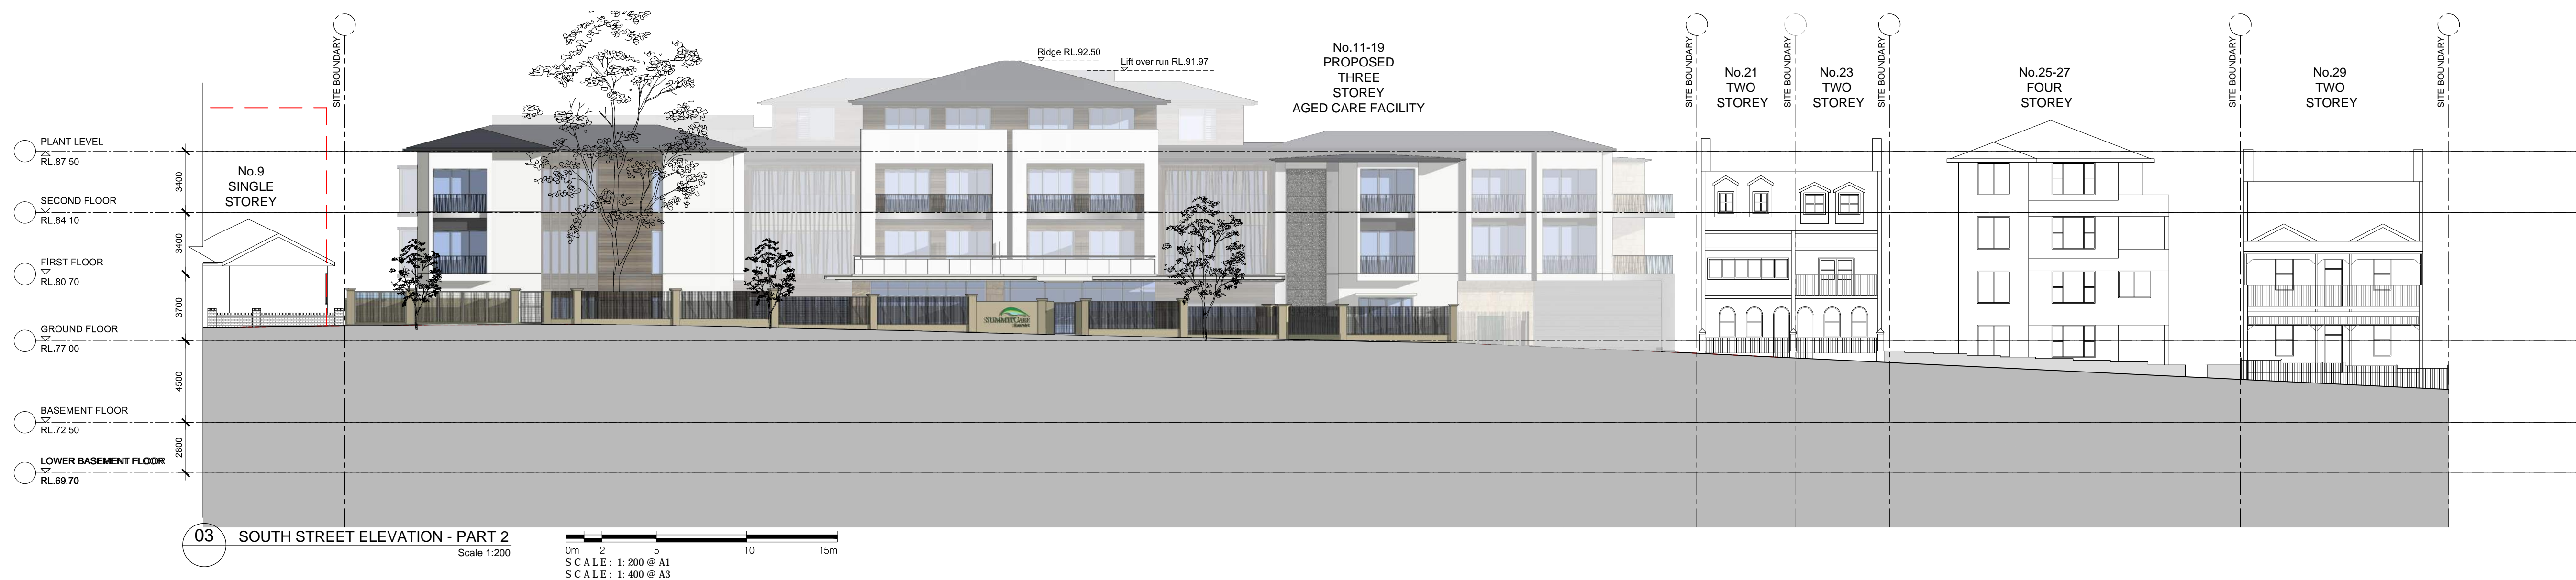 SITE BOUNDARY
Ridge RL.92.50
Lift over run RL.91.97
No.11-19
PROPOSED
THREE
STOREY
AGED CARE FACILITY
SITE BOUNDARY
No.21
TWO
STOREY
SITE BOUNDARY
No.23
TWO
STOREY
SITE BOUNDARY
No.25-27
FOUR
STOREY
SITE BOUNDARY
No.29
TWO
STOREY
SITE BOUNDARY
PLANT LEVEL
RL.87.50
No.9
SINGLE
STOREY
3400
SECOND FLOOR
RL.84.10
3400
FIRST FLOOR
RL.80.70
3700
SUMMITCARE
GROUND FLOOR
RL.77.00
4500
BASEMENT FLOOR
RL.72.50
2800
LOWER BASEMENT FLOOR
RL.69.70
03
SOUTH STREET ELEVATION - PART 2
Scale 1:200
0m 2 5 10 15m
SCALE: 1:200 @ A1
SCALE: 1:400 @ A3